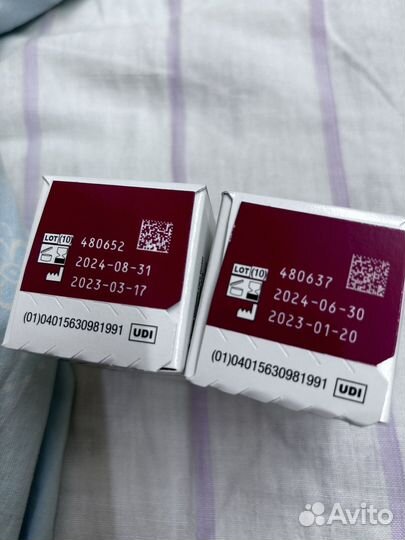 LOT (10) 480652
2024-08-31
2023-03-17
(01)04015630981991 UDI
LOT (10) 480637
2024-06-30
2023-01-20
(01)04015630981991 UDI
Avito